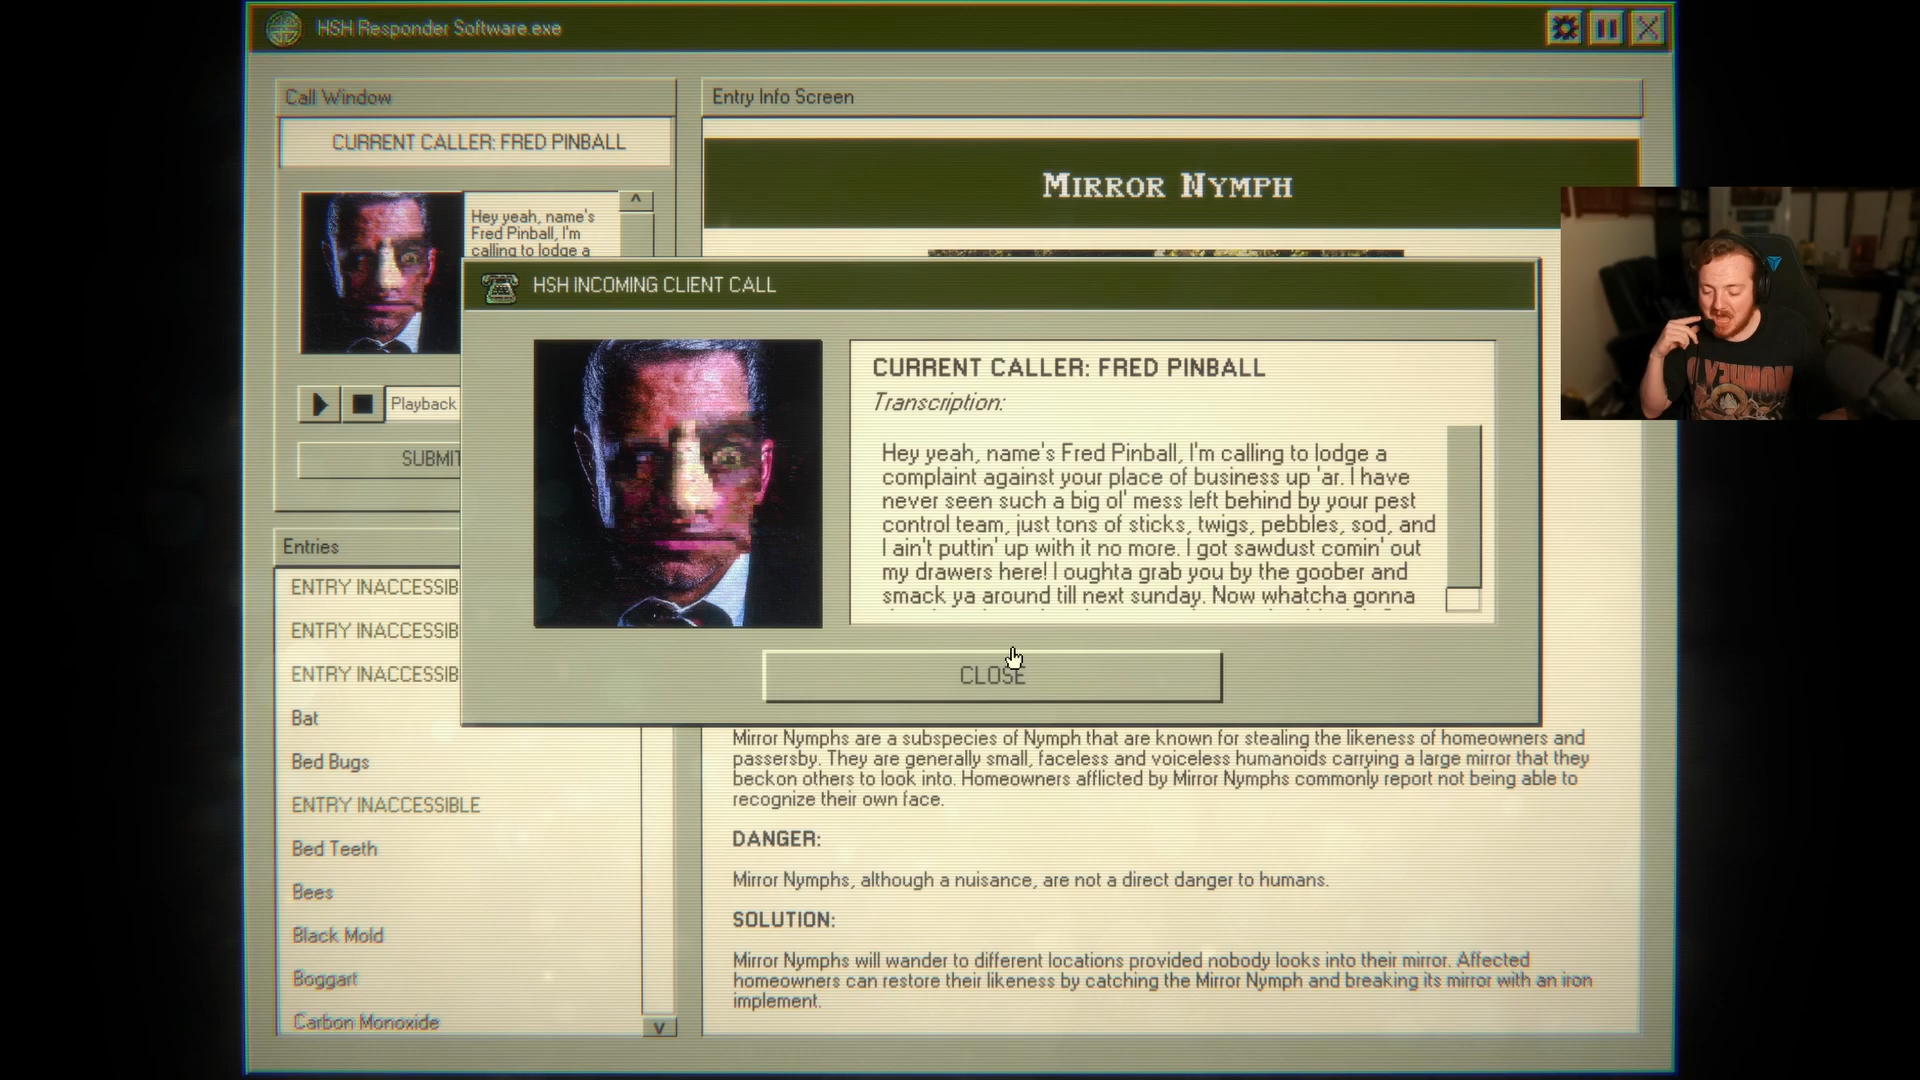 HSH Responder Software.exe
Call Window
CURRENT CALLER: FRED PINBALL
Hey yeah, name's
Fred Pinball, I'm
calling to lodge a
Playback
SUBMIT
Entries
ENTRY INACCESSIB
ENTRY INACCESSIB
ENTRY INACCESSIB
Bat
Bed Bugs
ENTRY INACCESSIBLE
Bed Teeth
Bees
Black Mold
Boggart
Carbon Monoxide
Entry Info Screen
MIRROR NYMPH
HSH INCOMING CLIENT CALL
CURRENT CALLER: FRED PINBALL
Transcription:
Hey yeah, name's Fred Pinball, I'm calling to lodge a
complaint against your place of business up 'ar. I have
never seen such a big ol' mess left behind by your pest
control team, just tons of sticks, twigs, pebbles, sod, and
I ain't puttin' up with it no more. I got sawdust comin' out
my drawers here! I oughta grab you by the goober and
smack ya around till next sunday. Now whatcha gonna
CLOSE
Mirror Nymphs are a subspecies of Nymph that are known for stealing the likeness of homeowners and
passersby. They are generally small, faceless and voiceless humanoids carrying a large mirror that they
beckon others to look into. Homeowners afflicted by Mirror Nymphs commonly report not being able to
recognize their own face.
DANGER:
Mirror Nymphs, although a nuisance, are not a direct danger to humans.
SOLUTION:
Mirror Nymphs will wander to different locations provided nobody looks into their mirror. Affected
homeowners can restore their likeness by catching the Mirror Nymph and breaking its mirror with an iron
implement.